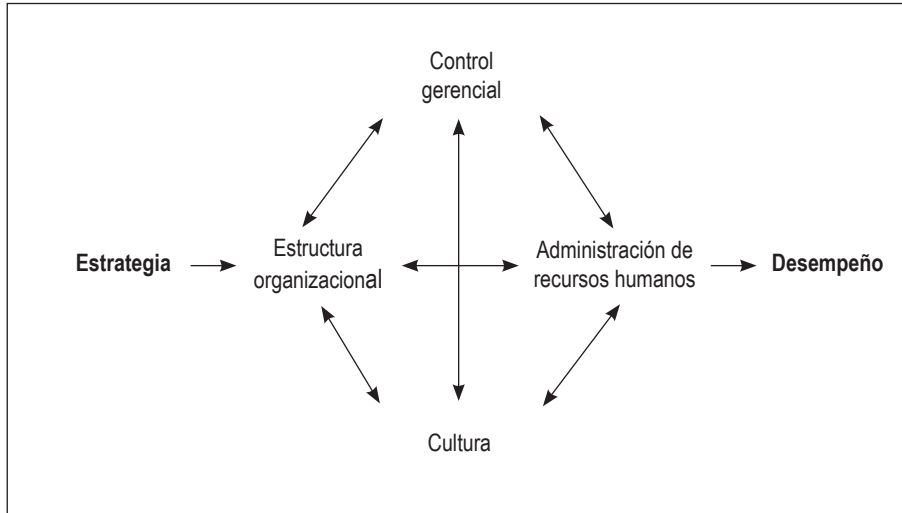 Control
gerencial
Estrategia
Estructura
organizacional
Administración de
recursos humanos
Desempeño
Cultura